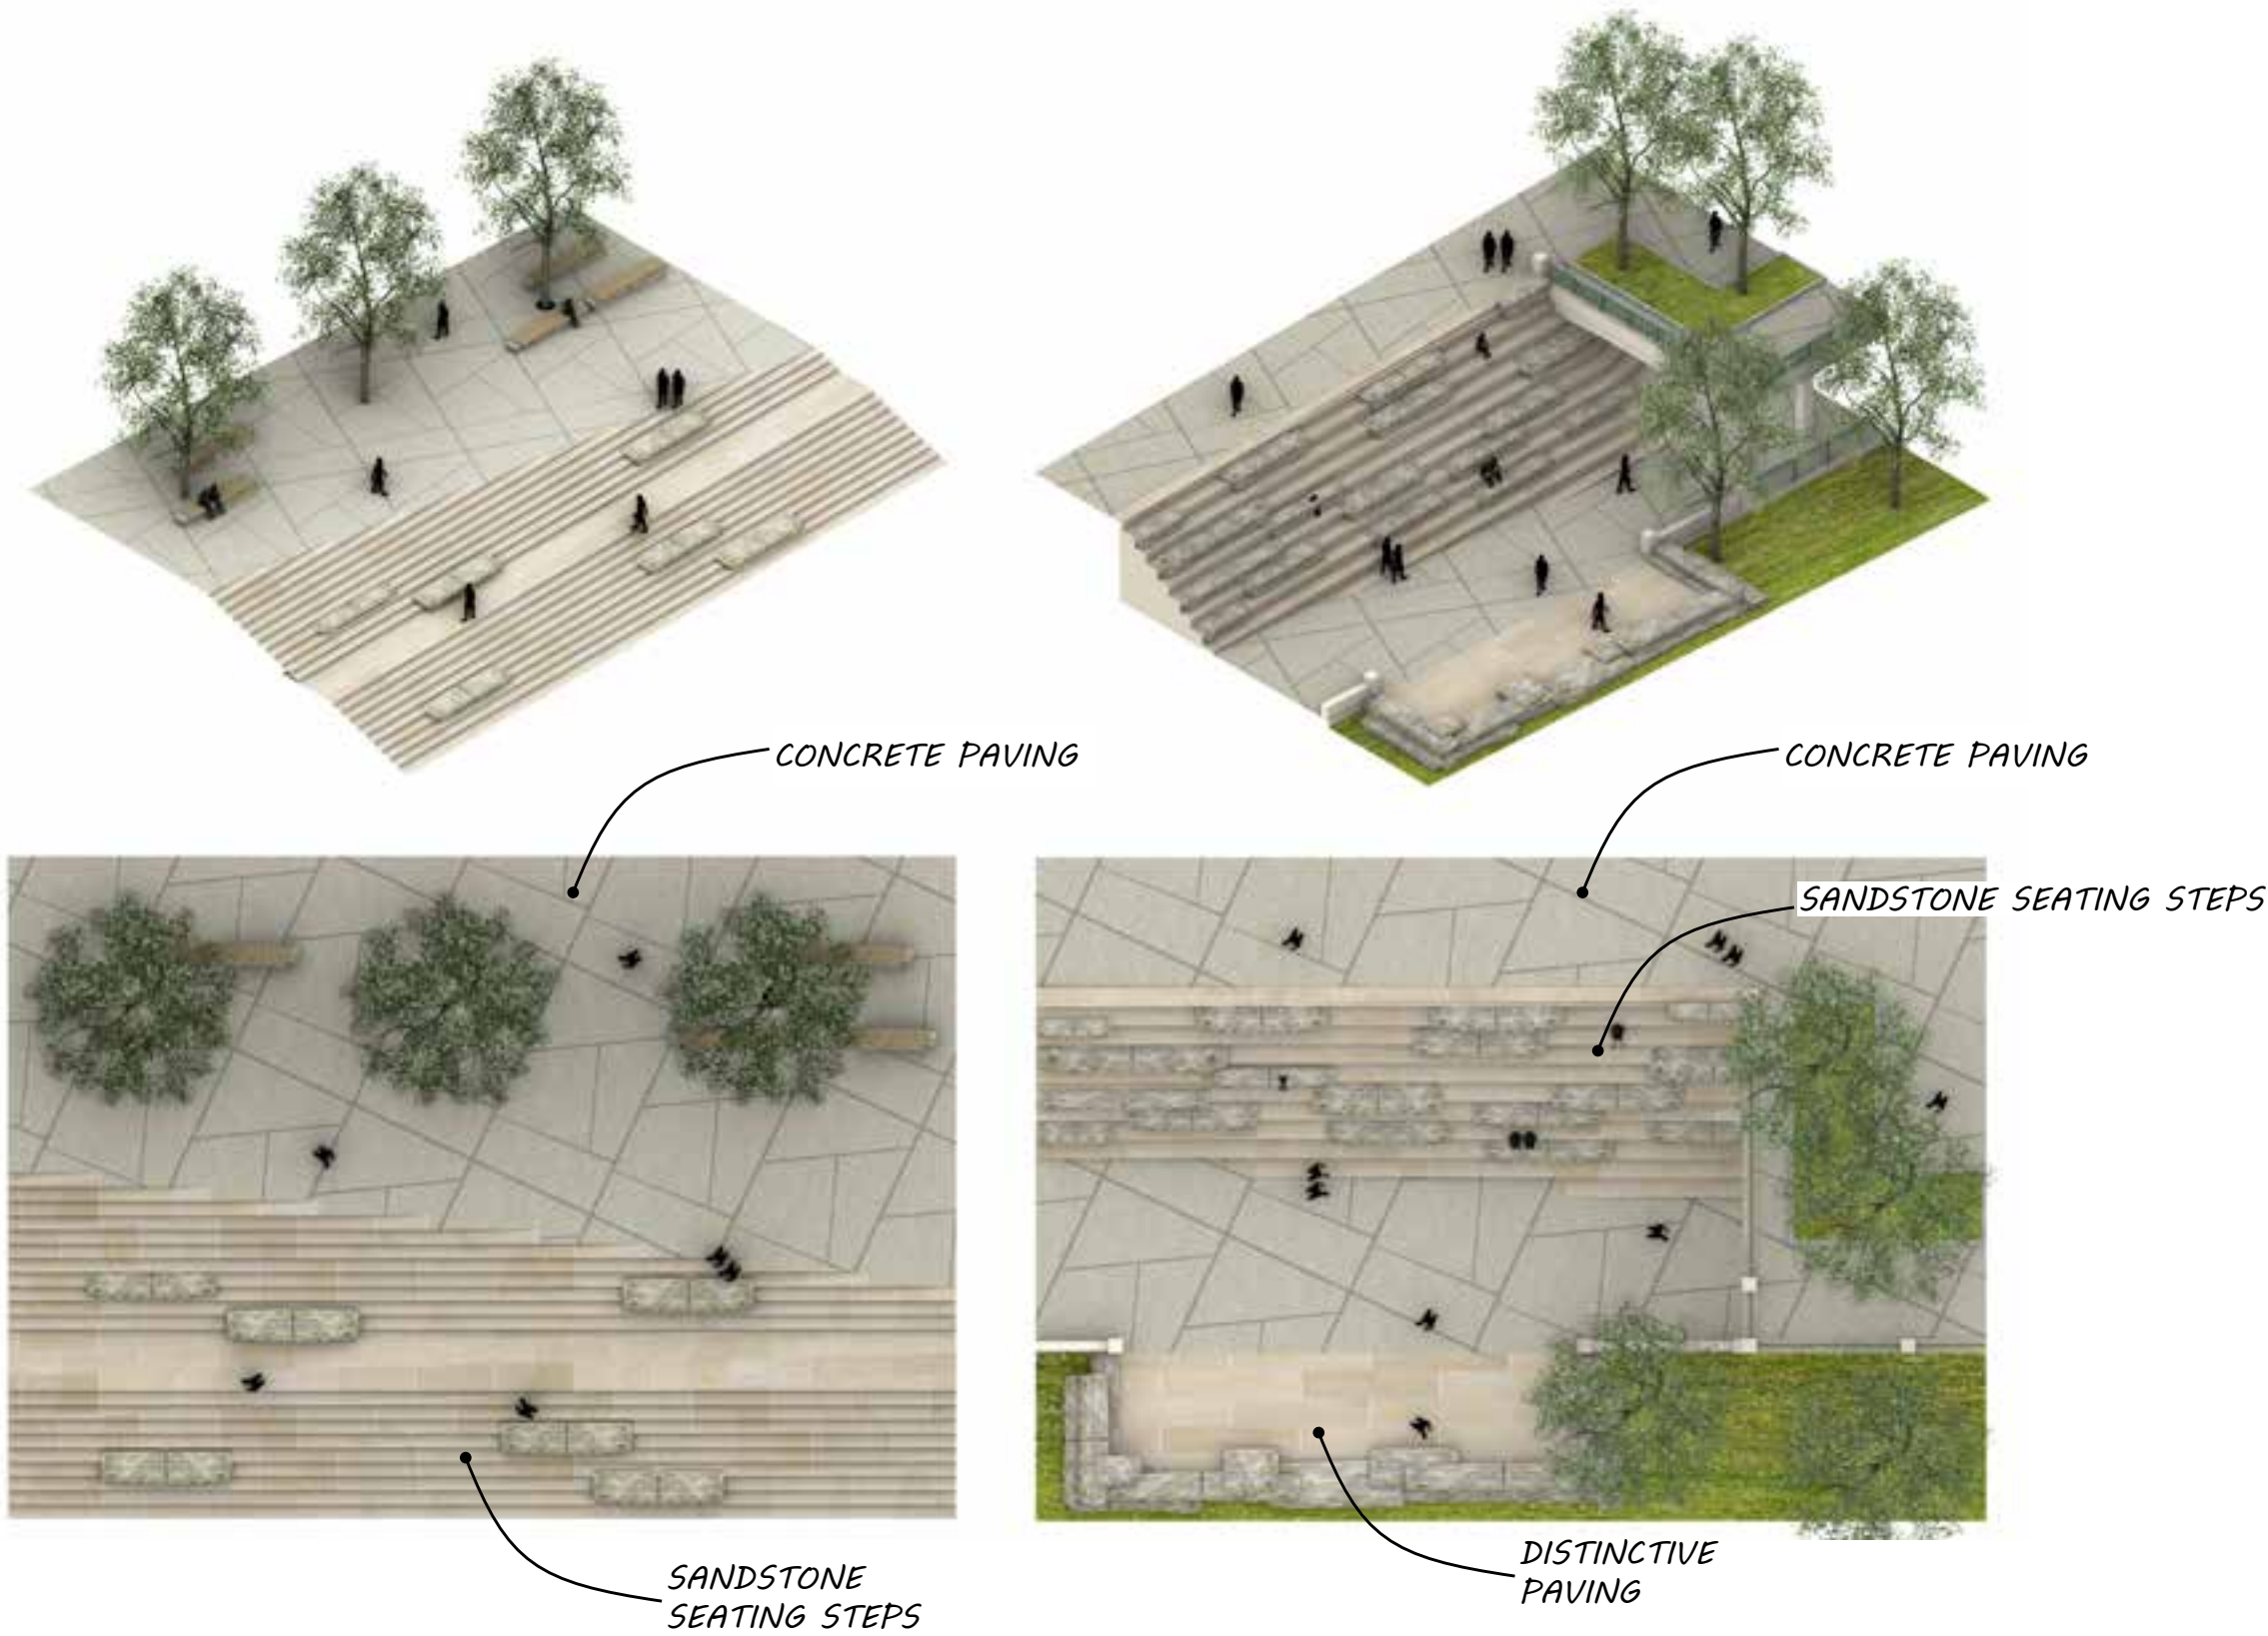 CONCRETE PAVING
CONCRETE PAVING
SANDSTONE SEATING STEPS
DISTINCTIVE
PAVING
SANDSTONE
SEATING STEPS